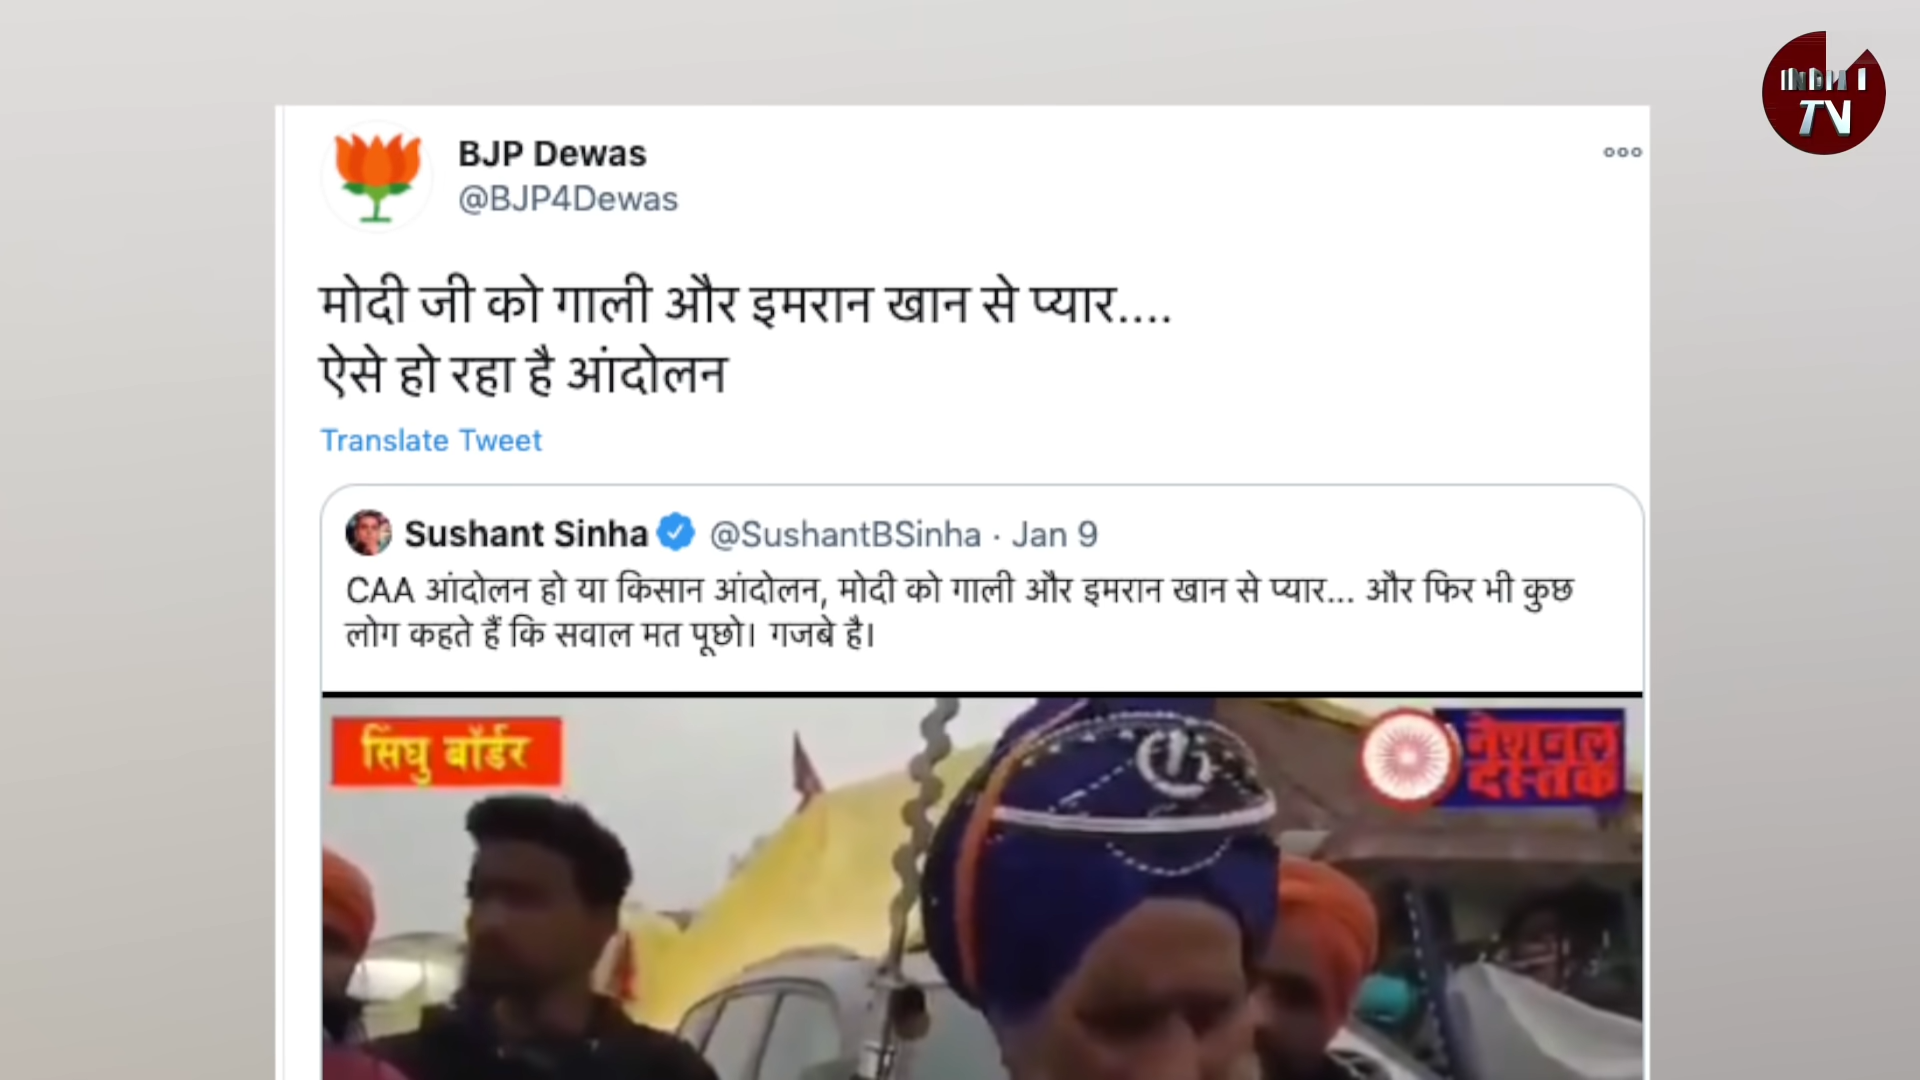 BJP Dewas
@BJP4Dewas
मोदी जी को गाली और इमरान खान से प्यार....
ऐसे हो रहा है आंदोलन
Translate Tweet
Sushant Sinha @SushantBSinha · Jan 9
CAA आंदोलन हो या किसान आंदोलन, मोदी को गाली और इमरान खान से प्यार... और फिर भी कुछ
लोग कहते हैं कि सवाल मत पूछो। गजबे है।
सिंघु बॉर्डर
नेशनल
दस्तक
TV